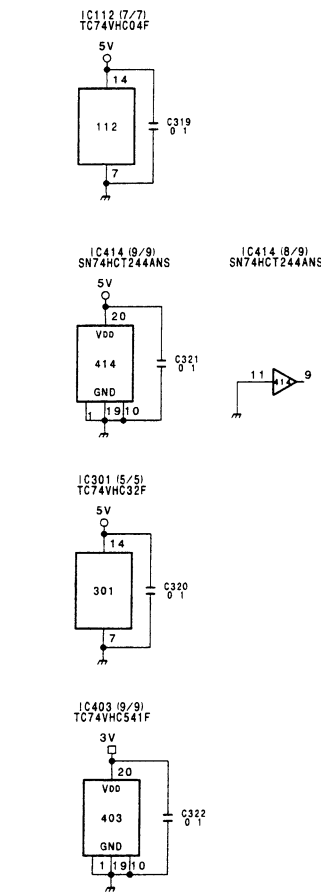 IC112 (7/7)
TC74VHC04F
5V
14
112
C319
0 1
7
IC414 (9/9)
SN74HCT244ANS
5V
20
VDD
414
C321
0 1
GND
1 19 10
IC414 (8/9)
SN74HCT244ANS
11 414 9
IC301 (5/5)
TC74VHC32F
5V
14
301
C320
0 1
7
IC403 (9/9)
TC74VHC541F
3V
20
VDD
403
C322
0 1
GND
1 19 10